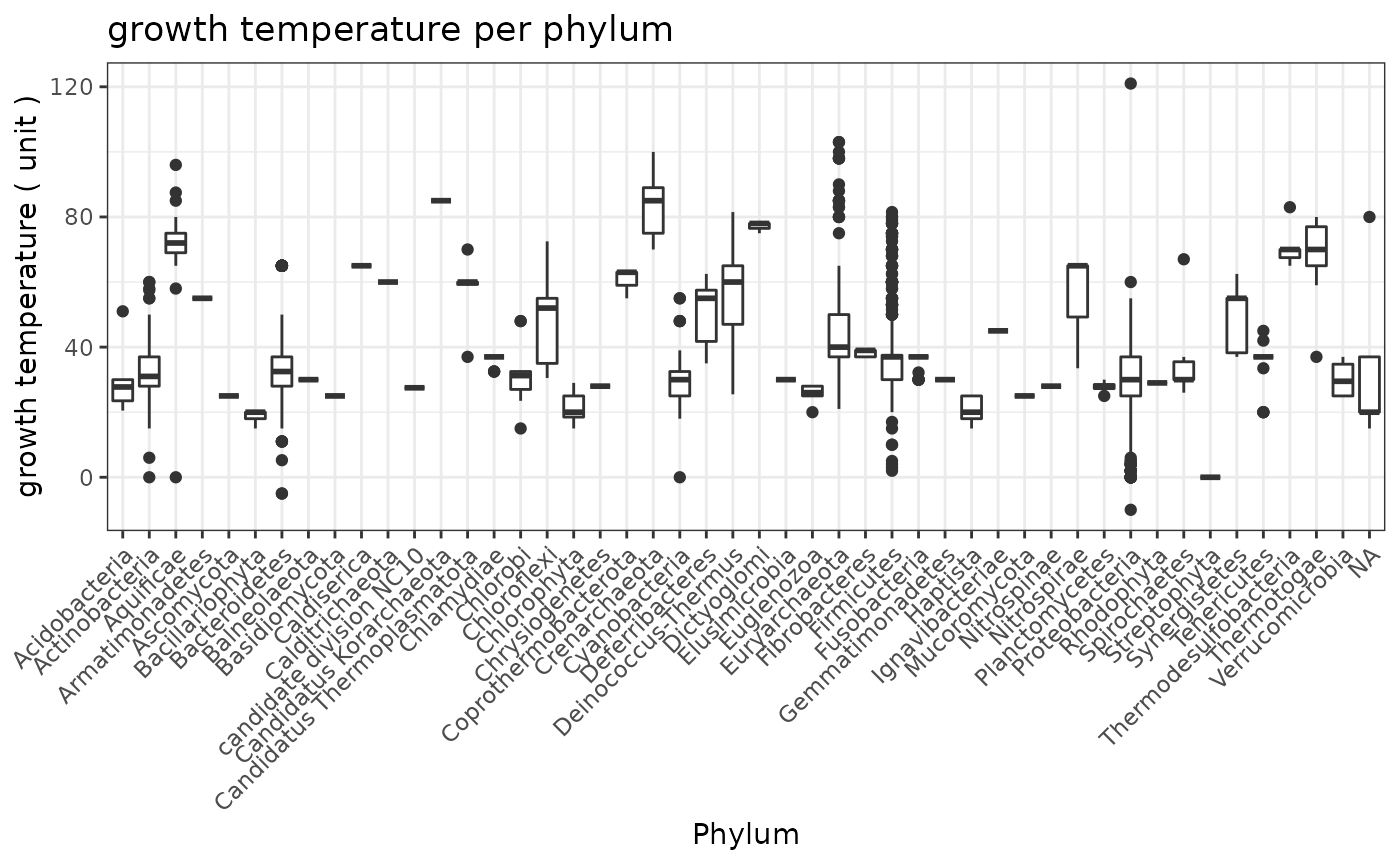 growth temperature per phylum
growth temperature ( unit )
120
80
40
0
Acidobacteria
Actinobacteria
Aquificae
Armatimonadetes
Ascomycota
Bacillariophyta
Bacteroidetes
Balneolaeota
Basidiomycota
Caldiserica
Calditrichaeota
candidate division NC10
Candidatus Korarchaeota
Candidatus Thermoplasmatota
Chlamydiae
Chlorobi
Chloroflexi
Chlorophyta
Chrysiogenetes
Coprothermobacterota
Crenarchaeota
Cyanobacteria
Deferribacteres
Deinococcus-Thermus
Dictyoglomi
Elusimicrobia
Euglenozoa
Euryarchaeota
Fibrobacteres
Firmicutes
Fusobacteria
Gemmatimonadetes
Haptista
Ignavibacteriae
Mucoromycota
Nitrospinae
Nitrospirae
Planctomycetes
Proteobacteria
Rhodophyta
Spirochaetes
Streptophyta
Synergistetes
Tenericutes
Thermodesulfobacteria
Thermotogae
Verrucomicrobia
NA
Phylum